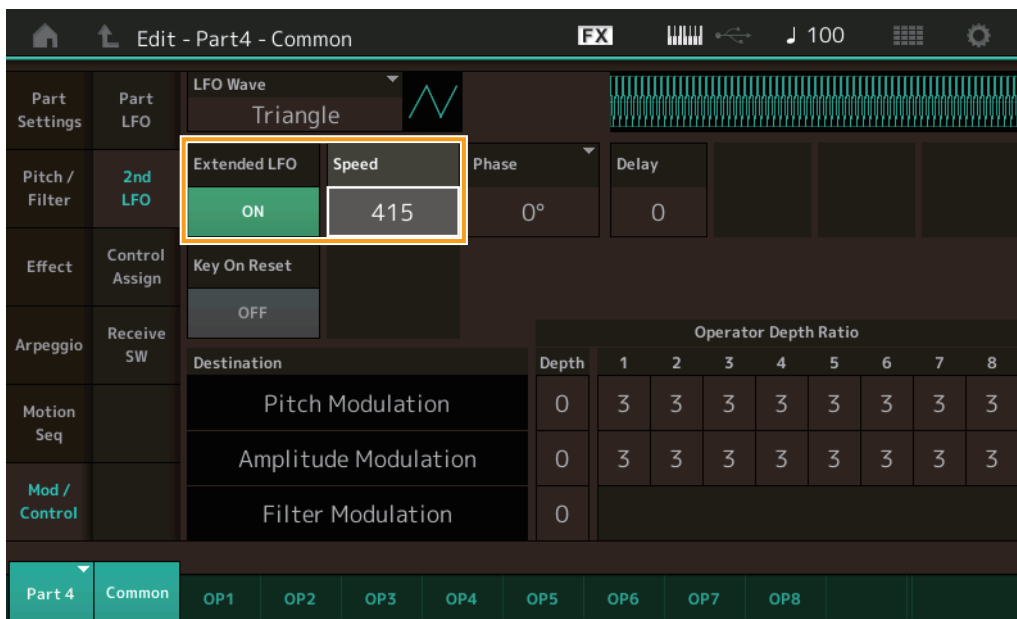 Edit - Part4 - Common
FX
♩ 100
Part Settings
Part LFO
LFO Wave
Triangle
Pitch / Filter
2nd LFO
Extended LFO
Speed
Phase
Delay
ON
415
0°
0
Effect
Control Assign
Key On Reset
OFF
Arpeggio
Receive SW
Operator Depth Ratio
Destination
Depth
1 2 3 4 5 6 7 8
Motion Seq
Pitch Modulation 0 3 3 3 3 3 3 3 3
Amplitude Modulation 0 3 3 3 3 3 3 3 3
Mod / Control
Filter Modulation 0
Part 4
Common
OP1 OP2 OP3 OP4 OP5 OP6 OP7 OP8